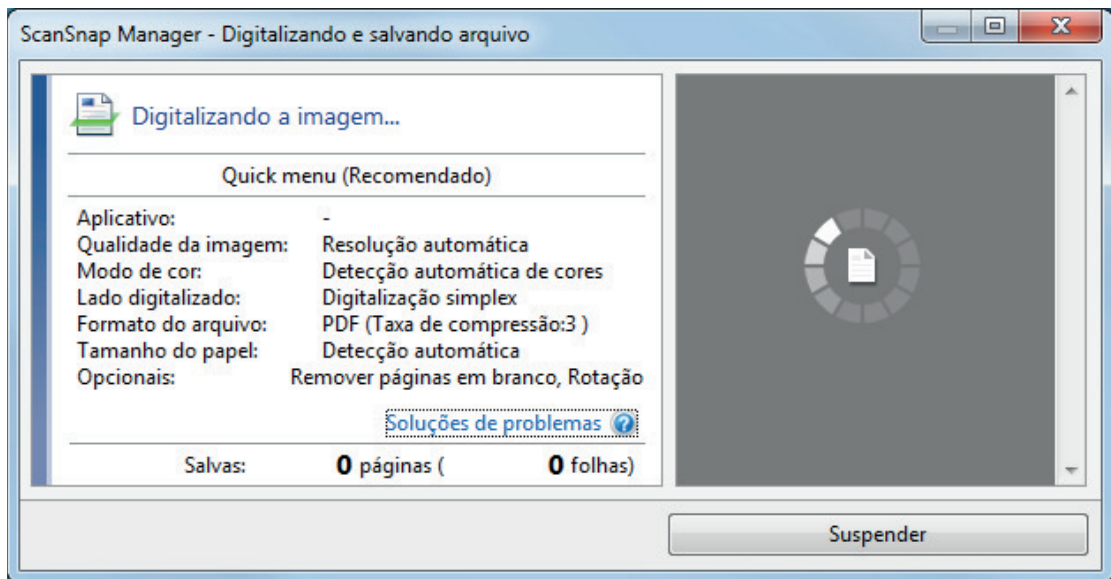 ScanSnap Manager - Digitalizando e salvando arquivo
Digitalizando a imagem...
Quick menu (Recomendado)
Aplicativo: -
Qualidade da imagem: Resolução automática
Modo de cor: Detecção automática de cores
Lado digitalizado: Digitalização simplex
Formato do arquivo: PDF (Taxa de compressão:3 )
Tamanho do papel: Detecção automática
Opcionais: Remover páginas em branco, Rotação
Soluções de problemas
Salvas: 0 páginas ( 0 folhas)
Suspender